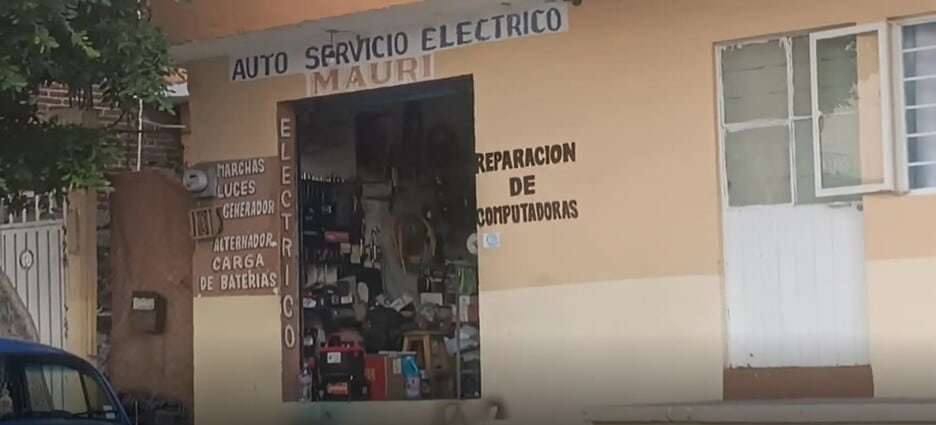 AUTO SERVICIO ELECTRICO
MAURI
ELECTRICO
MARCHAS
LUCES
GENERADOR
ALTERNADOR
CARGA
DE BATERIAS
REPARACION
DE
COMPUTADORAS